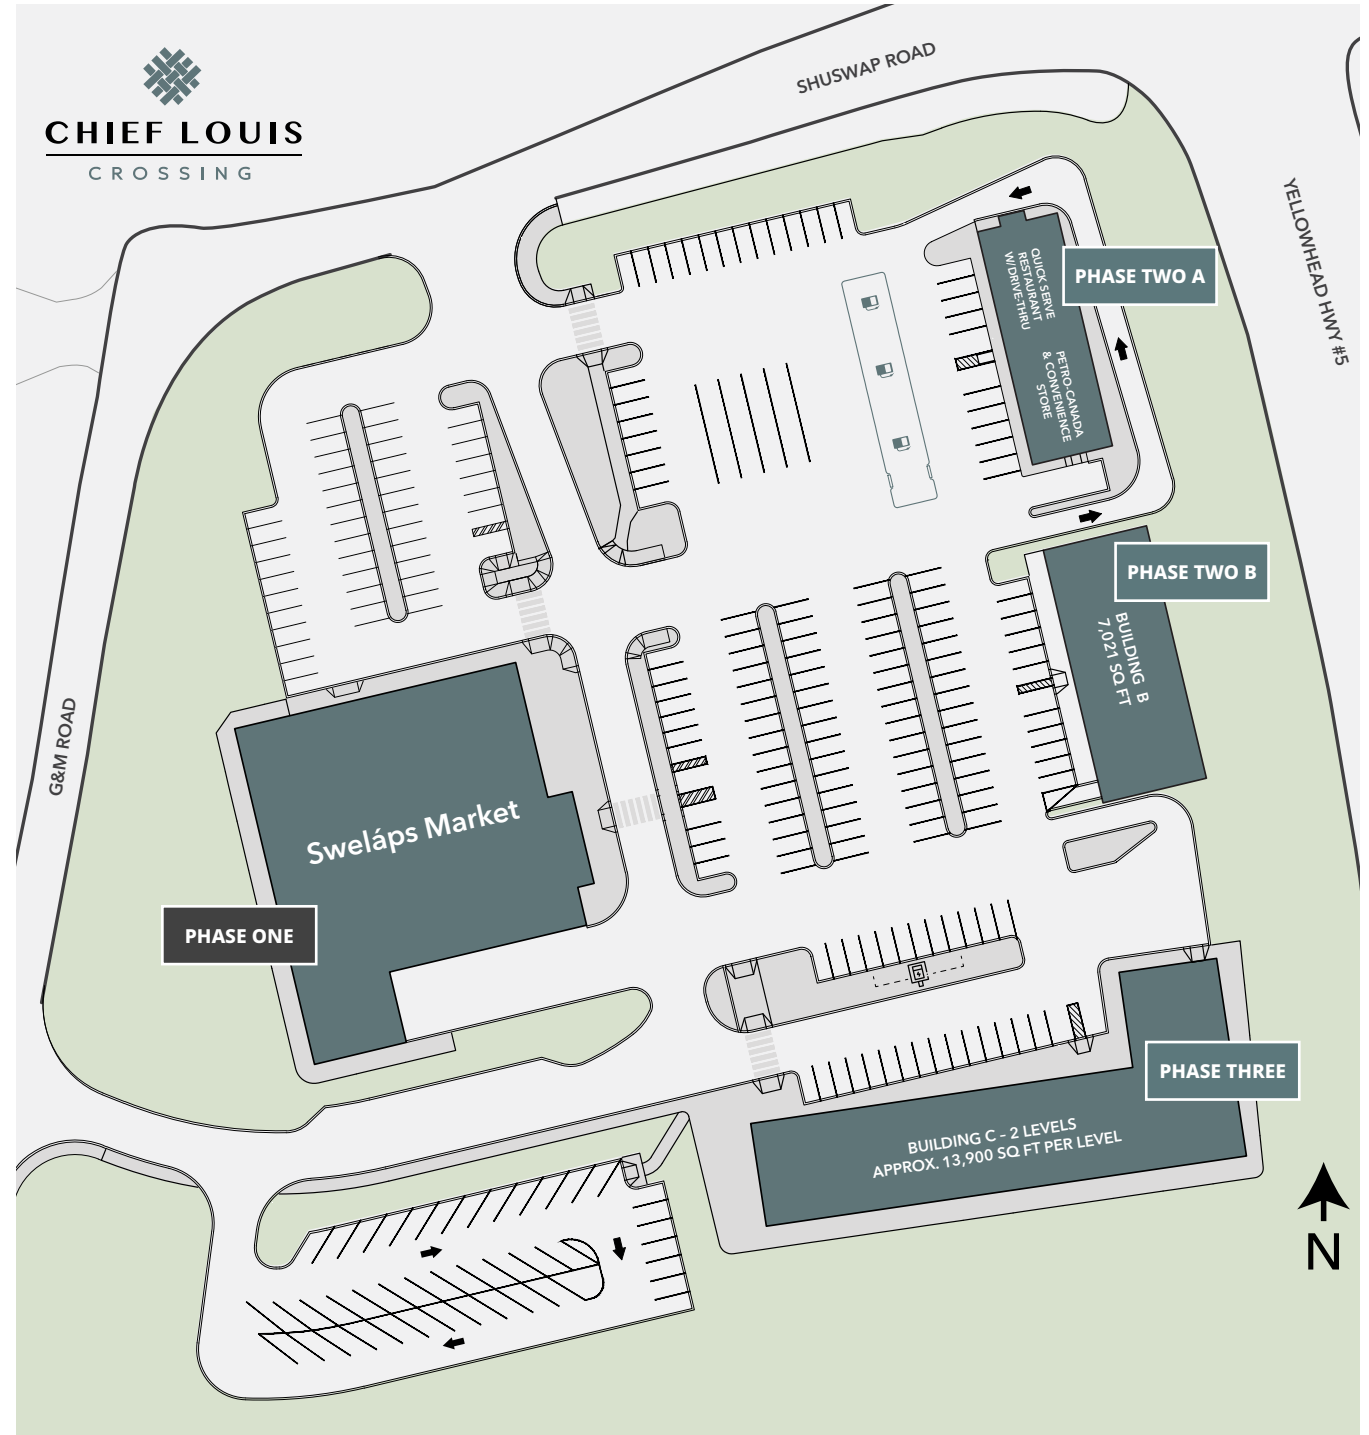 CHIEF LOUIS
CROSSING
SHUSWAP ROAD
YELLOWHEAD HWY #5
G&M ROAD
QUICK SERVE
RESTAURANT
W/DRIVE-THRU
PHASE TWO A
PETRO-CANADA
& CONVENIENCE
STORE
PHASE TWO B
BUILDING B
7,021 SQ FT
Sweláps Market
PHASE ONE
PHASE THREE
BUILDING C - 2 LEVELS
APPROX. 13,900 SQ FT PER LEVEL
N